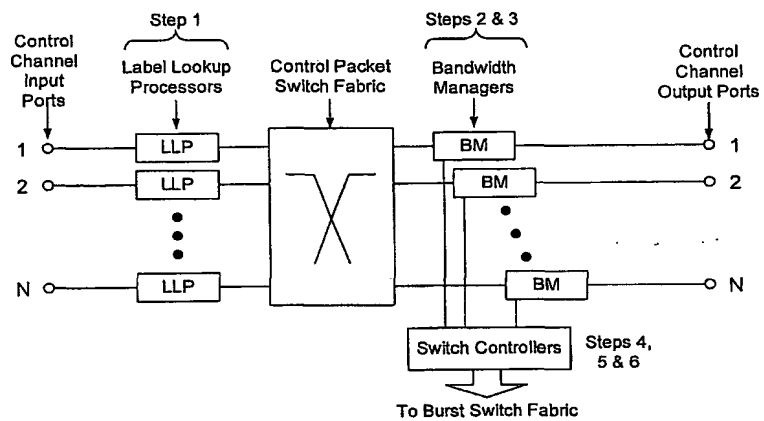 Step 1
Steps 2 & 3
Control
Channel
Input
Ports
Label Lookup
Processors
Control Packet
Switch Fabric
Bandwidth
Managers
Control
Channel
Output Ports
1
LLP
BM
1
2
LLP
BM
2
N
LLP
BM
N
Switch Controllers
Steps 4,
5 & 6
To Burst Switch Fabric